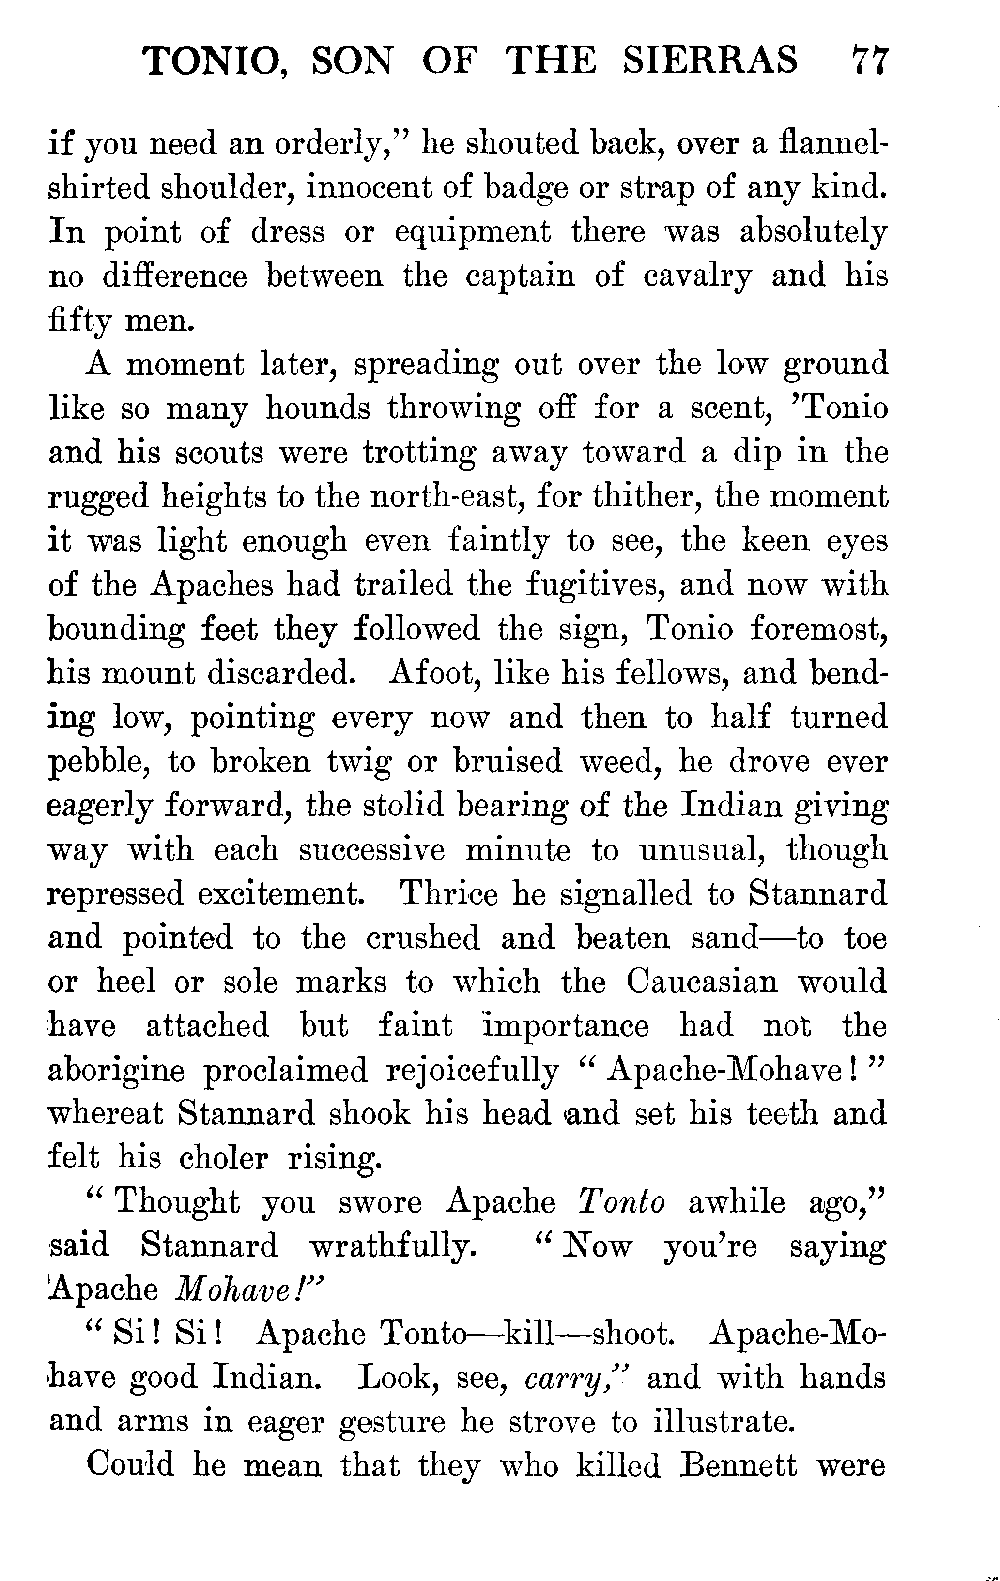 TONIO, SON OF THE SIERRAS 77
if you need an orderly,” he shouted back, over a flannel-
shirted shoulder, innocent of badge or strap of any kind.
In point of dress or equipment there was absolutely
no difference between the captain of cavalry and his
fifty men.
A moment later, spreading out over the low ground
like so many hounds throwing off for a scent, ’Tonio
and his scouts were trotting away toward a dip in the
rugged heights to the north-east, for thither, the moment
it was light enough even faintly to see, the keen eyes
of the Apaches had trailed the fugitives, and now with
bounding feet they followed the sign, Tonio foremost,
his mount discarded. Afoot, like his fellows, and bend-
ing low, pointing every now and then to half turned
pebble, to broken twig or bruised weed, he drove ever
eagerly forward, the stolid bearing of the Indian giving
way with each successive minute to unusual, though
repressed excitement. Thrice he signalled to Stannard
and pointed to the crushed and beaten sand—to toe
or heel or sole marks to which the Caucasian would
have attached but faint importance had not the
aborigine proclaimed rejoicefully “ Apache-Mohave! ”
whereat Stannard shook his head and set his teeth and
felt his choler rising.
“ Thought you swore Apache Tonto awhile ago,”
said Stannard wrathfully. “ Now you’re saying
Apache Mohave!”
“ Si! Si! Apache Tonto—kill—shoot. Apache-Mo-
have good Indian. Look, see, carry,” and with hands
and arms in eager gesture he strove to illustrate.
Could he mean that they who killed Bennett were